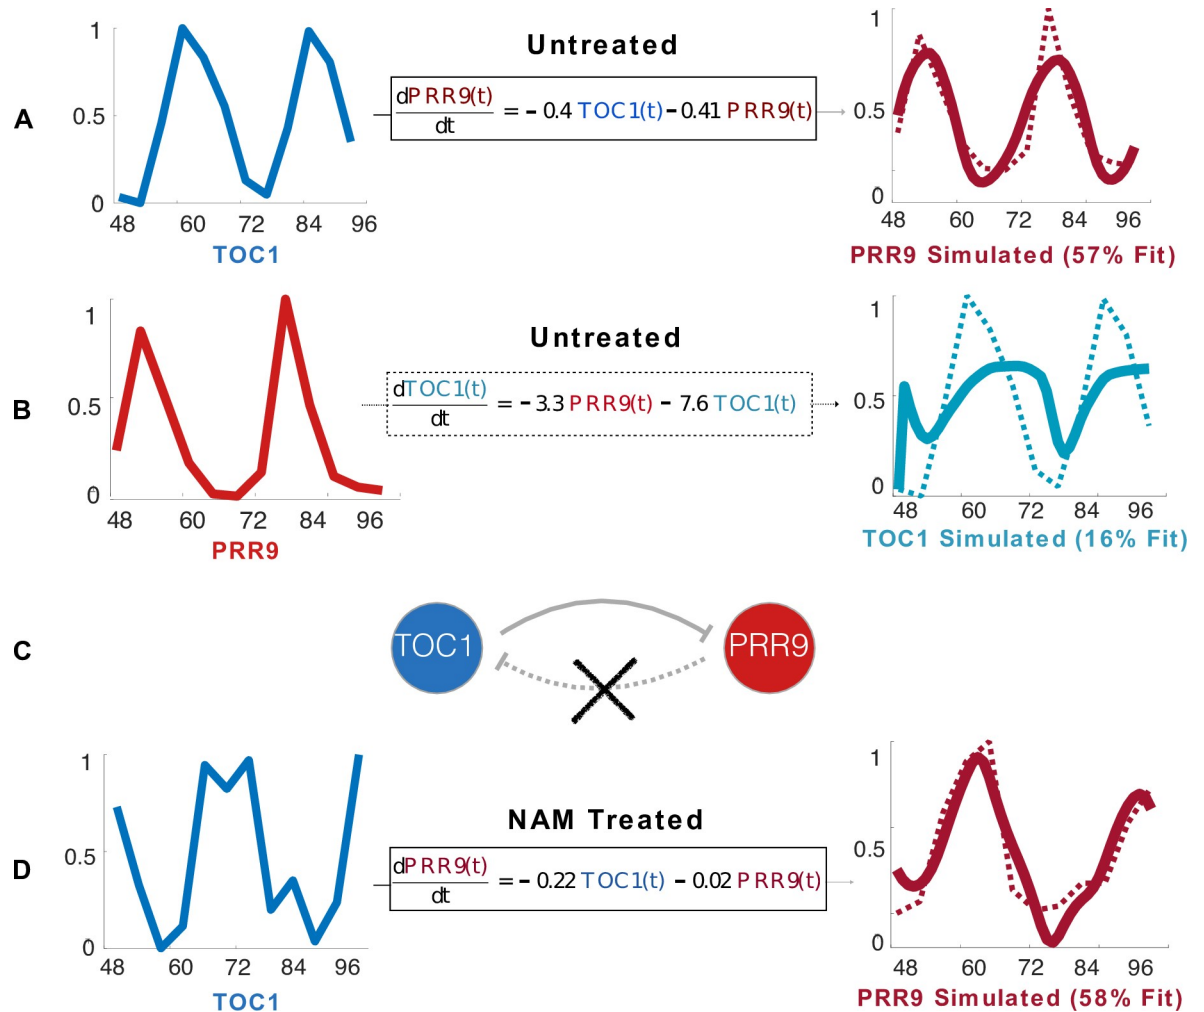 A
1
0.5
0
48 60 72 84 96
TOC1
Untreated
dPRR9(t)
dt
= – 0.4 TOC1(t) – 0.41 PRR9(t)
1
0.5
0
48 60 72 84 96
PRR9 Simulated (57% Fit)
B
1
0.5
0
48 60 72 84 96
PRR9
Untreated
dTOC1(t)
dt
= –3.3 PRR9(t) – 7.6 TOC1(t)
1
0.5
0
48 60 72 84 96
TOC1 Simulated (16% Fit)
C
TOC1
PRR9
D
1
0.5
0
48 60 72 84 96
TOC1
NAM Treated
dPRR9(t)
dt
= – 0.22 TOC1(t) – 0.02 PRR9(t)
1
0.5
0
48 60 72 84 96
PRR9 Simulated (58% Fit)